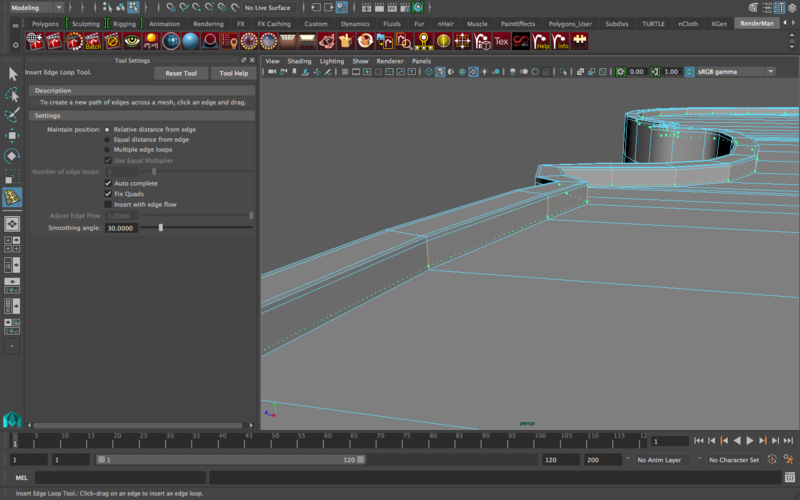 Modeling No Live Surface
Polygons Sculpting Rigging Animation Rendering FX FX Caching Custom Dynamics Fluids Fur nHair Muscle PaintEffects Polygons_User Subdivs TURTLE nCloth XGen RenderMan
Batch Tex Help Info
Tool Settings
Insert Edge Loop Tool. Reset Tool Tool Help
Description
To create a new path of edges across a mesh, click an edge and drag.
Settings
Maintain position: Relative distance from edge
Equal distance from edge
Multiple edge loops
Use Equal Multiplier
Number of edge loops: 1
Auto complete
Fix Quads
Insert with edge flow
Adjust Edge Flow 1.0000
Smoothing angle: 30.0000
View Shading Lighting Show Renderer Panels
0.00 1.00 sRGB gamma
persp
1 5 10 15 20 25 30 35 40 45 50 55 60 65 70 75 80 85 90 95 100 105 110 115 12 1
1 1 1 120 120 200 No Anim Layer No Character Set
MEL
Insert Edge Loop Tool.: Click-drag on an edge to insert an edge loop.